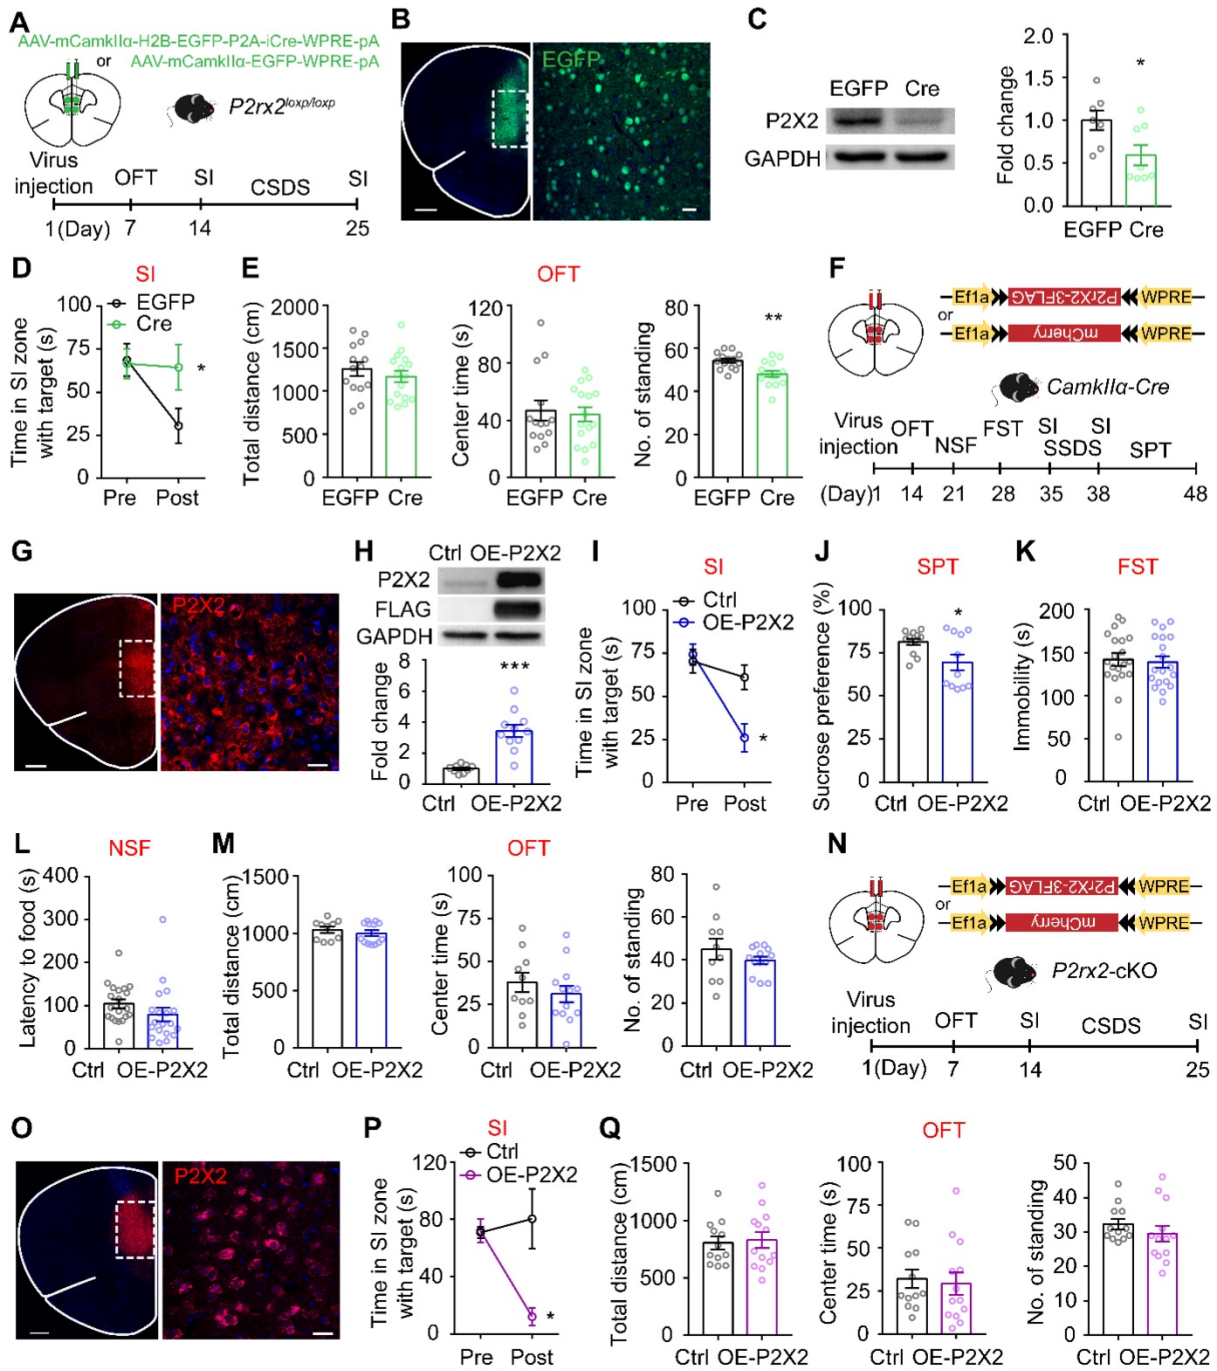 A
AAV-mCamkIIα-H2B-EGFP-P2A-iCre-WPRE-pA
or AAV-mCamkIIα-EGFP-WPRE-pA
P2rx2loxp/loxp
Virus
injection OFT SI CSDS SI
1(Day) 7 14 25
B
EGFP
C
EGFP Cre
P2X2
GAPDH
Fold change
2.0
1.5
1.0
0.5
0.0
*
EGFP Cre
D
SI
Time in SI zone
with target (s)
100
75
50
25
0
EGFP
Cre
*
Pre Post
E
OFT
Total distance (cm)
2000
1500
1000
500
0
EGFP Cre
Center time (s)
120
80
40
0
EGFP Cre
No. of standing
80
60
40
20
0
**
EGFP Cre
F
Ef1a P2rX2-3FLAG WPRE
or
Ef1a mCherry WPRE
CamkIIα-Cre
Virus
injection OFT NSF FST SI SSDS SI SPT
(Day)1 14 21 28 35 38 48
G
P2X2
H
Ctrl OE-P2X2
P2X2
FLAG
GAPDH
Fold change
8
6
4
2
0
***
Ctrl OE-P2X2
I
SI
Time in SI zone
with target (s)
100
75
50
25
0
Ctrl
OE-P2X2
*
Pre Post
J
SPT
Sucrose preference (%)
100
75
50
25
0
*
Ctrl OE-P2X2
K
FST
Immobility (s)
200
150
100
50
0
Ctrl OE-P2X2
L
NSF
Latency to food (s)
400
300
200
100
0
Ctrl OE-P2X2
M
OFT
Total distance (cm)
1500
1000
500
0
Ctrl OE-P2X2
Center time (s)
100
75
50
25
0
Ctrl OE-P2X2
No. of standing
80
60
40
20
0
Ctrl OE-P2X2
N
Ef1a P2rX2-3FLAG WPRE
or
Ef1a mCherry WPRE
P2rx2-cKO
Virus
injection OFT SI CSDS SI
1(Day) 7 14 25
O
P2X2
P
SI
Time in SI zone
with target (s)
120
80
40
0
Ctrl
OE-P2X2
*
Pre Post
Q
OFT
Total distance (cm)
1500
1000
500
0
Ctrl OE-P2X2
Center time (s)
100
75
50
25
0
Ctrl OE-P2X2
No. of standing
50
40
30
20
10
0
Ctrl OE-P2X2